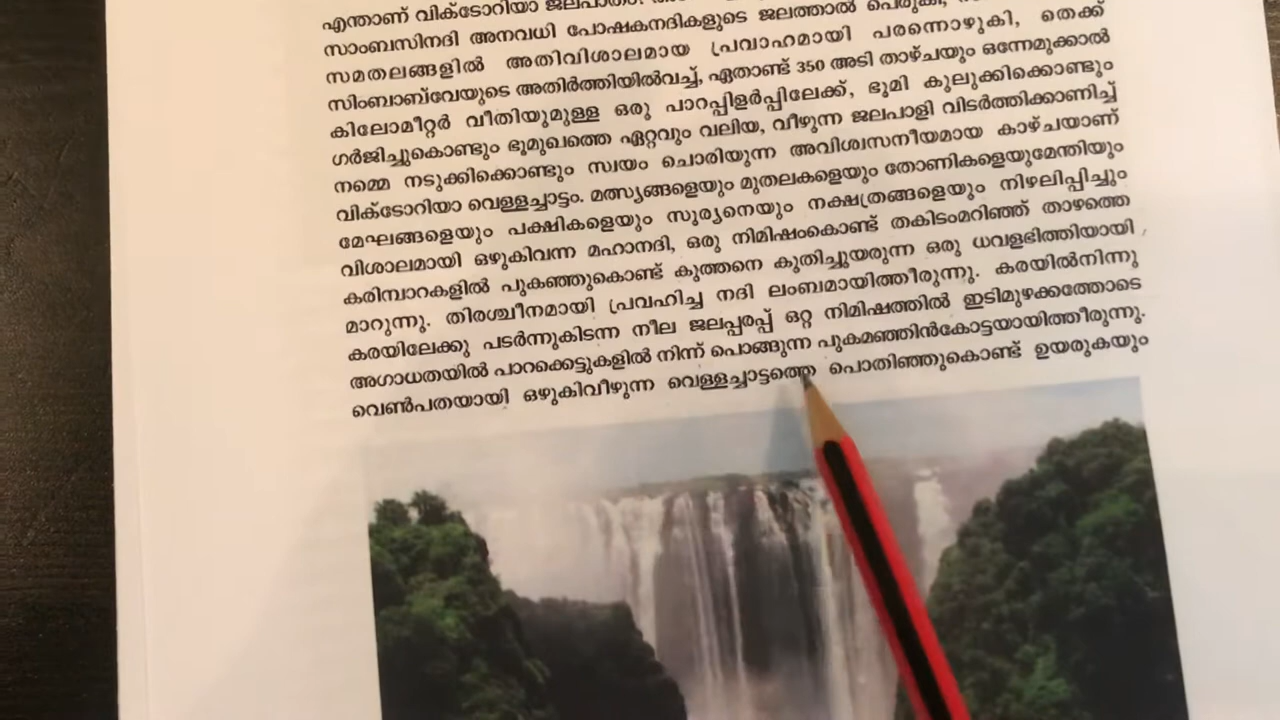 എന്താണ് വിക്ടോറിയാ ജലപാതം?
സാംബസിനദി അനവധി പോഷകനദികളുടെ ജലത്താൽ പെരുകി,
സമതലങ്ങളിൽ അതിവിശാലമായ പ്രവാഹമായി പരന്നൊഴുകി, തെക്ക്
സിംബാബ്‌വേയുടെ അതിർത്തിയിൽവച്ച്, ഏതാണ്ട് 350 അടി താഴ്ചയും ഒന്നേമുക്കാൽ
കിലോമീറ്റർ വീതിയുമുള്ള ഒരു പാറപ്പിളർപ്പിലേക്ക്, ഭൂമി കുലുക്കിക്കൊണ്ടും
ഗർജിച്ചുകൊണ്ടും ഭൂമുഖത്തെ ഏറ്റവും വലിയ, വീഴുന്ന ജലപാളി വിടർത്തിക്കാണിച്ച്
നമ്മെ നടുക്കിക്കൊണ്ടും സ്വയം ചൊരിയുന്ന അവിശ്വസനീയമായ കാഴ്ചയാണ്
വിക്ടോറിയാ വെള്ളച്ചാട്ടം. മത്സ്യങ്ങളെയും മുതലകളെയും തോണികളെയുമേന്തിയും
മേഘങ്ങളെയും പക്ഷികളെയും സൂര്യനെയും നക്ഷത്രങ്ങളെയും നിഴലിപ്പിച്ചും
വിശാലമായി ഒഴുകിവന്ന മഹാനദി, ഒരു നിമിഷംകൊണ്ട് തകിടംമറിഞ്ഞ് താഴത്തെ
കരിമ്പാറകളിൽ പുകഞ്ഞുകൊണ്ട് കുത്തനെ കുതിച്ചുയരുന്ന ഒരു ധവളഭിത്തിയായി
മാറുന്നു. തിരശ്ചീനമായി പ്രവഹിച്ച നദി ലംബമായിത്തീരുന്നു. കരയിൽനിന്നു
കരയിലേക്കു പടർന്നുകിടന്ന നീല ജലപ്പരപ്പ് ഒറ്റ നിമിഷത്തിൽ ഇടിമുഴക്കത്തോടെ
അഗാധതയിൽ പാറക്കെട്ടുകളിൽ നിന്ന് പൊങ്ങുന്ന പുകമഞ്ഞിൻകോട്ടയായിത്തീരുന്നു.
വെൺപതയായി ഒഴുകിവീഴുന്ന വെള്ളച്ചാട്ടത്തെ പൊതിഞ്ഞുകൊണ്ട് ഉയരുകയും